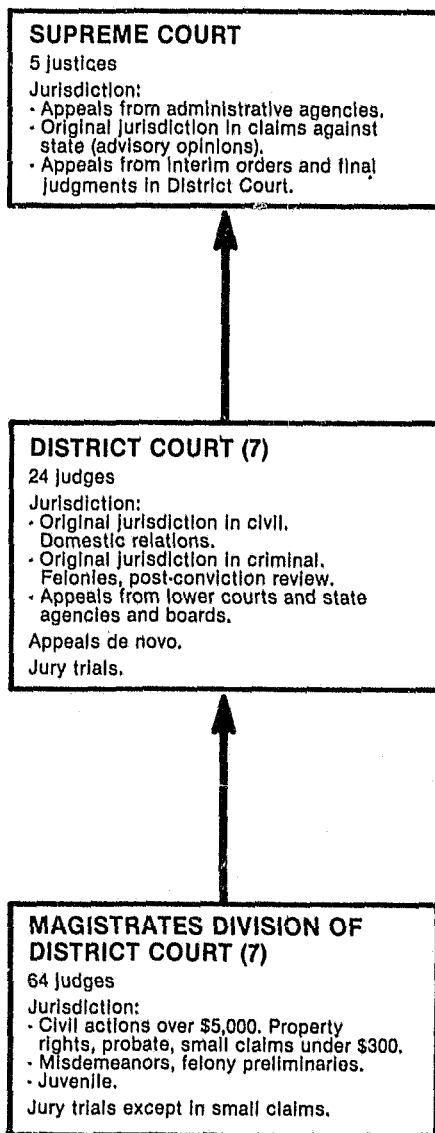 SUPREME COURT
5 justices
Jurisdiction:
- Appeals from administrative agencies.
- Original jurisdiction in claims against
state (advisory opinions).
- Appeals from interim orders and final
judgments in District Court.
DISTRICT COURT (7)
24 judges
Jurisdiction:
- Original jurisdiction in civil.
Domestic relations.
- Original jurisdiction in criminal.
Felonies, post-conviction review.
- Appeals from lower courts and state
agencies and boards.
Appeals de novo.
Jury trials.
MAGISTRATES DIVISION OF
DISTRICT COURT (7)
64 judges
Jurisdiction:
- Civil actions over $5,000. Property
rights, probate, small claims under $300.
- Misdemeanors, felony preliminaries.
- Juvenile.
Jury trials except in small claims.